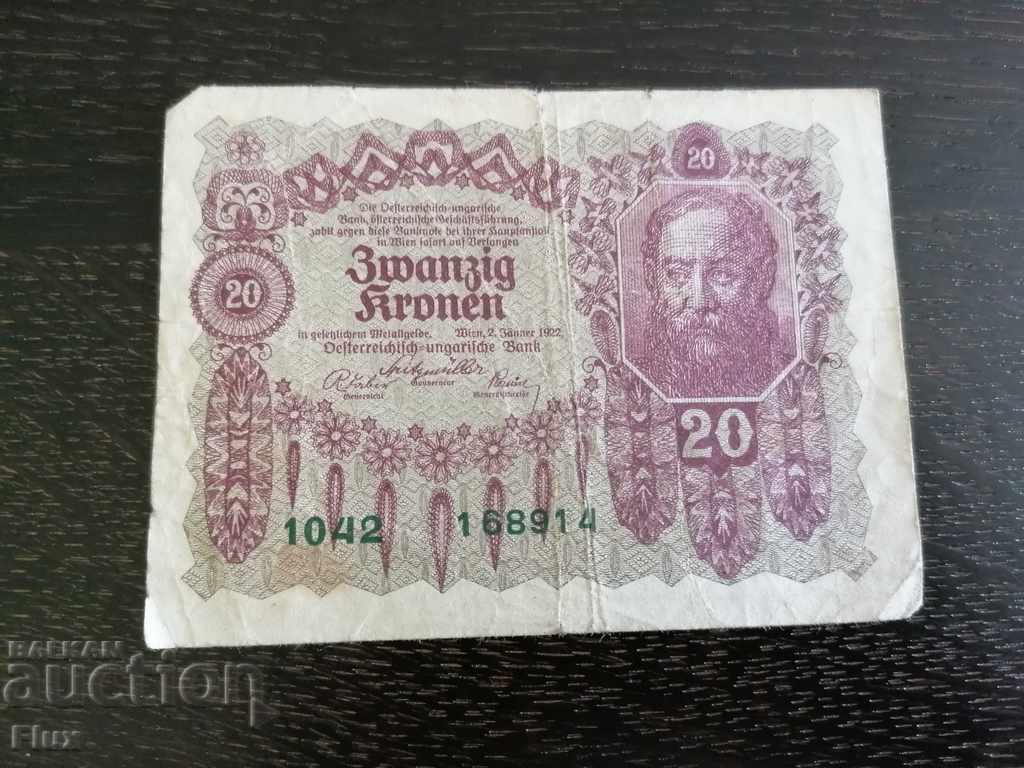 Die Oesterreichisch-ungarische
Bank, österreichische Geschäftsführung,
zahlt gegen diese Banknote bei ihrer Hauptanstalt
in Wien sofort auf Verlangen
Zwanzig
Kronen
in gesetzlichem Metallgelde. Wien, 2. Jänner 1922
Oesterreichisch-ungarische Bank
Spitzmüller
Gouverneur
Generalrat
Generalsekretär
20
20
20
1042 168914
BALKAN
auction
Flux